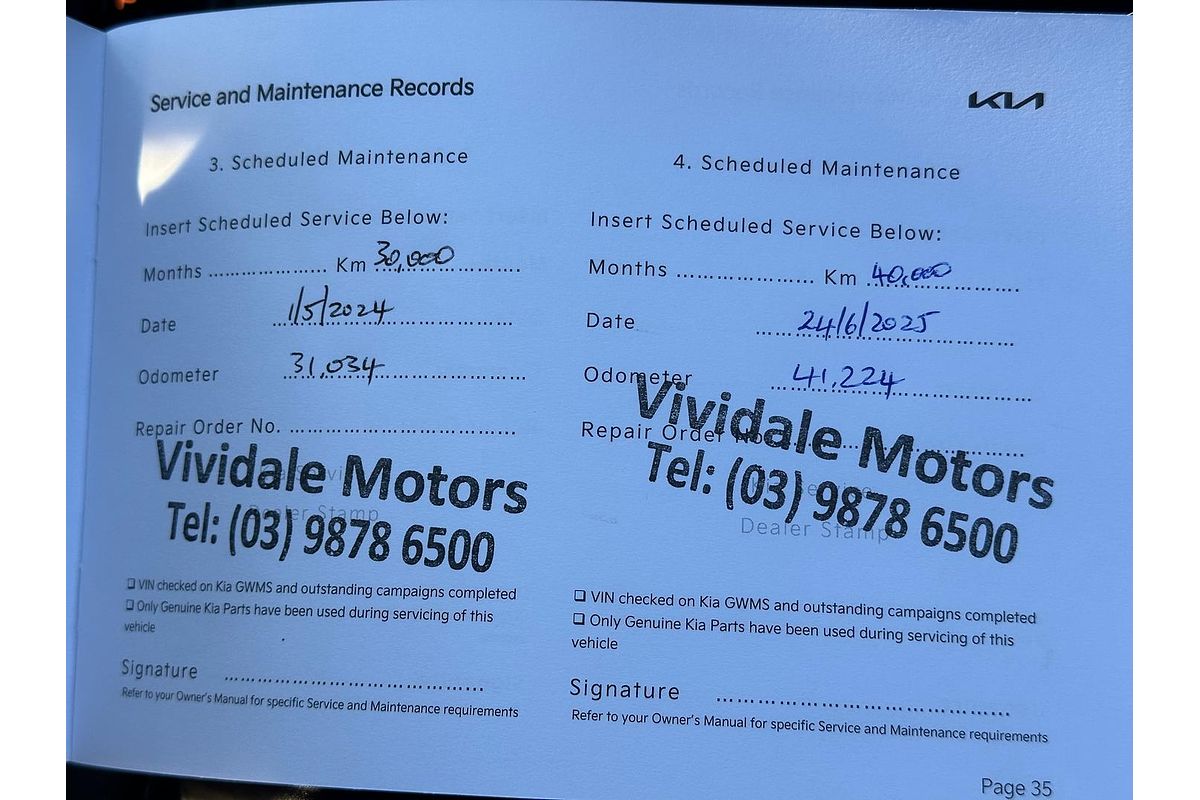 Service and Maintenance Records
KIA
3. Scheduled Maintenance
Insert Scheduled Service Below:
Months ........................ Km 30,000
Date 1/5/2024
Odometer 31,034
Repair Order No. ........................................
Vividale Motors
Dealer Stamp
Tel: (03) 9878 6500
❑ VIN checked on Kia GWMS and outstanding campaigns completed
❑ Only Genuine Kia Parts have been used during servicing of this
vehicle
Signature ..............................................
Refer to your Owner's Manual for specific Service and Maintenance requirements
4. Scheduled Maintenance
Insert Scheduled Service Below:
Months ........................ Km 40,000
Date 24/6/2025
Odometer 41,224
Repair Order No. ........................................
Vividale Motors
Tel: (03) 9878 6500
Dealer Stamp
❑ VIN checked on Kia GWMS and outstanding campaigns completed
❑ Only Genuine Kia Parts have been used during servicing of this
vehicle
Signature ..............................................
Refer to your Owner's Manual for specific Service and Maintenance requirements
Page 35